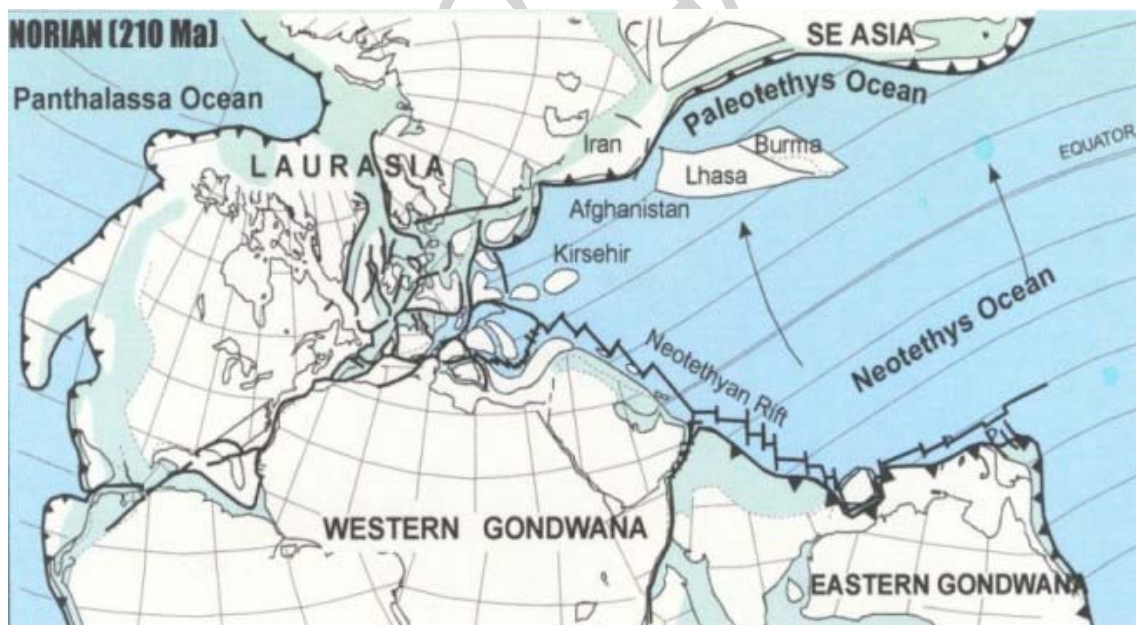 NORIAN (210 Ma)
SE ASIA
Panthalassa Ocean
Paleotethys Ocean
Iran
Burma
EQUATOR
LAURASIA
Lhasa
Afghanistan
Kirsehir
Neotethys Ocean
Neotethyan Rift
WESTERN GONDWANA
EASTERN GONDWANA